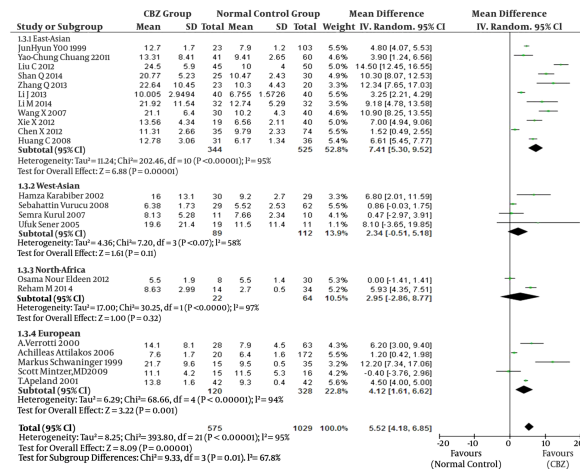 CBZ Group Normal Control Group Mean Difference Mean Difference
Study or Subgroup Mean SD Total Mean SD Total Weight IV Random. 95% CI IV Random. 95% CI
1.3.1 East-Asian
JunHyun YO0 1999 12.7 1.7 23 7.9 1.2 103 5.5% 4.80 [4.07, 5.53]
Yao-Chung Chuang 22011 13.31 8.41 41 9.41 2.65 60 5.1% 3.90 [1.24, 6.56]
Liu C 2012 24.5 5.9 45 10 4 50 5.2% 14.50 [12.45, 16.55]
Shan Q 2014 20.77 5.23 25 10.47 2.43 30 5.1% 10.30 [8.07, 12.53]
Zhang Q 2013 22.64 10.45 23 10.3 4.43 20 3.9% 12.34 [7.65, 17.03]
Li J 2013 10.005 2.9494 40 6.755 1.5726 40 5.4% 3.25 [2.21, 4.29]
Li M 2014 21.92 11.54 32 12.74 5.29 32 4.0% 9.18 [4.78, 13.58]
Wang X 2007 21.1 6.4 30 10.2 4.3 40 4.9% 10.90 [8.25, 13.55]
Xie X 2012 13.56 4.34 19 6.56 2.11 40 5.1% 7.00 [4.94, 9.06]
Chen X 2012 11.31 2.66 35 9.79 2.33 74 5.4% 1.52 [0.49, 2.55]
Huang C 2008 12.78 3.06 31 6.17 1.34 36 5.4% 6.61 [5.45, 7.77]
Subtotal (95% CI) 344 525 52.8% 7.41 [5.30, 9.52]
Heterogeneity: Tau² = 11.24; Chi² = 202.46, df = 10 (P < 0.00001); I² = 95%
Test for Overall Effect: Z = 6.88 (P = 0.00001)
1.3.2 West-Asian
Hamza Karabiber 2002 16 13.1 30 9.2 2.7 29 3.8% 6.80 [2.01, 11.59]
Sebahattin Vurucu 2008 6.38 1.73 29 5.52 2.53 62 5.5% 0.86 [-0.03, 1.75]
Semra Kurul 2007 8.13 5.28 11 7.66 2.34 10 4.5% 0.47 [-2.97, 3.91]
Ufuk Sener 2005 19.6 21.4 19 11.5 11.4 11 1.2% 8.10 [-3.65, 19.85]
Subtotal (95% CI) 89 112 13.9% 2.34 [-0.51, 5.18]
Heterogeneity: Tau² = 4.36; Chi² = 7.20, df = 3 (P <0.07); I² = 58%
Test for Overall Effect: Z = 1.61 (P = 0.11)
1.3.3 North-Africa
Osama Nour Eldeen 2012 5.5 1.9 8 5.5 1.4 30 5.3% 0.00 [-1.41, 1.41]
Reham M 2014 8.63 2.99 14 2.7 0.5 34 5.2% 5.93 [4.35, 7.51]
Subtotal (95% CI) 22 64 10.5% 2.95 [-2.86, 8.77]
Heterogeneity: Tau² = 17.00; Chi² = 30.25, df = 1 (P <0.0000); I² = 97%
Test for Overall Effect: Z = 1.00 (P = 0.32)
1.3.4 European
A.Verrotti 2000 14.1 8.1 28 7.9 4.5 63 4.6% 6.20 [3.00, 9.40]
Achilleas Attilakos 2006 7.6 1.7 20 6.4 1.6 172 5.5% 1.20 [0.42, 1.98]
Markus Schwaninger 1999 21.7 9.6 15 9.5 0.5 35 3.8% 12.20 [7.34, 17.06]
Scott Mintzer,MD2009 11.1 4.2 15 11.5 5.3 16 4.4% -0.40 [-3.76, 2.96]
T.Apeland 2001 13.8 1.6 42 9.3 0.4 42 5.5% 4.50 [4.00, 5.00]
Subtotal (95% CI) 120 328 23.8% 4.12 [1.61, 6.62]
Heterogeneity: Tau² = 6.29; Chi² = 68.66, df = 4 (P < 0.00001); I² = 94%
Test for Overall Effect: Z = 3.22 (P = 0.001)
Total (95% CI) 575 1029 100.0% 5.52 [4.18, 6.85]
Heterogeneity: Tau² = 8.25; Chi² = 393.80, df = 21 (P < 0.00001); I² = 95%
Test for Overall Effect: Z = 8.09 (P = 0.00001)
Test for Subgroup Differences: Chi² = 9.33, df = 3 (P = 0.01). I² 67.8%
-20 -10 0 10 20
Favours Favours
(Normal Control) (CBZ)